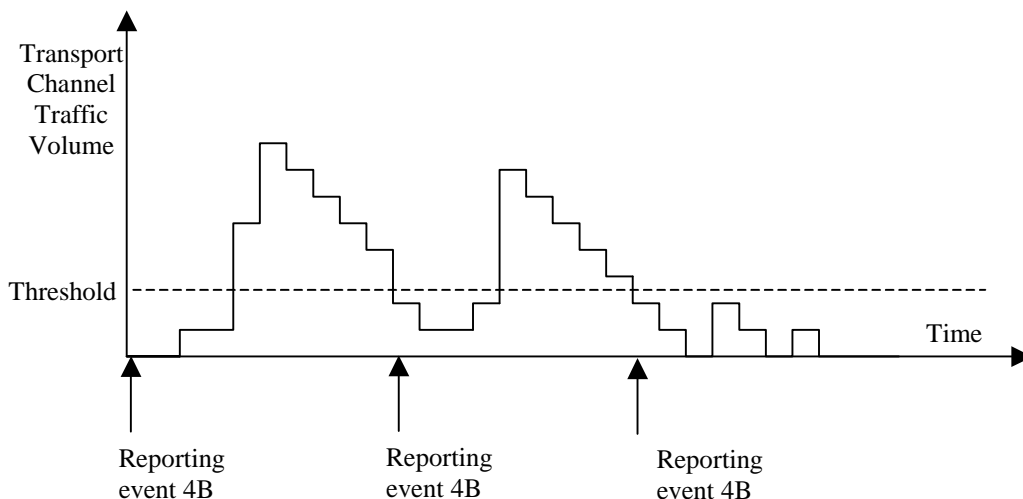 Transport
Channel
Traffic
Volume
Threshold
Time
Reporting
event 4B
Reporting
event 4B
Reporting
event 4B